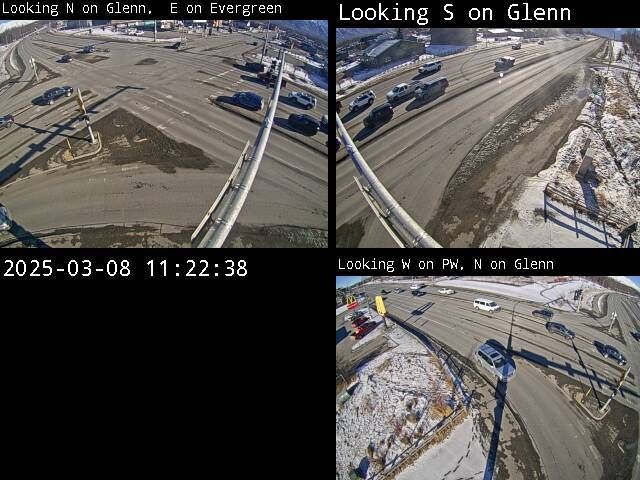 Looking N on Glenn,  E on Evergreen
Looking S on Glenn
2025-03-08 11:22:38
Looking W on PW, N on Glenn